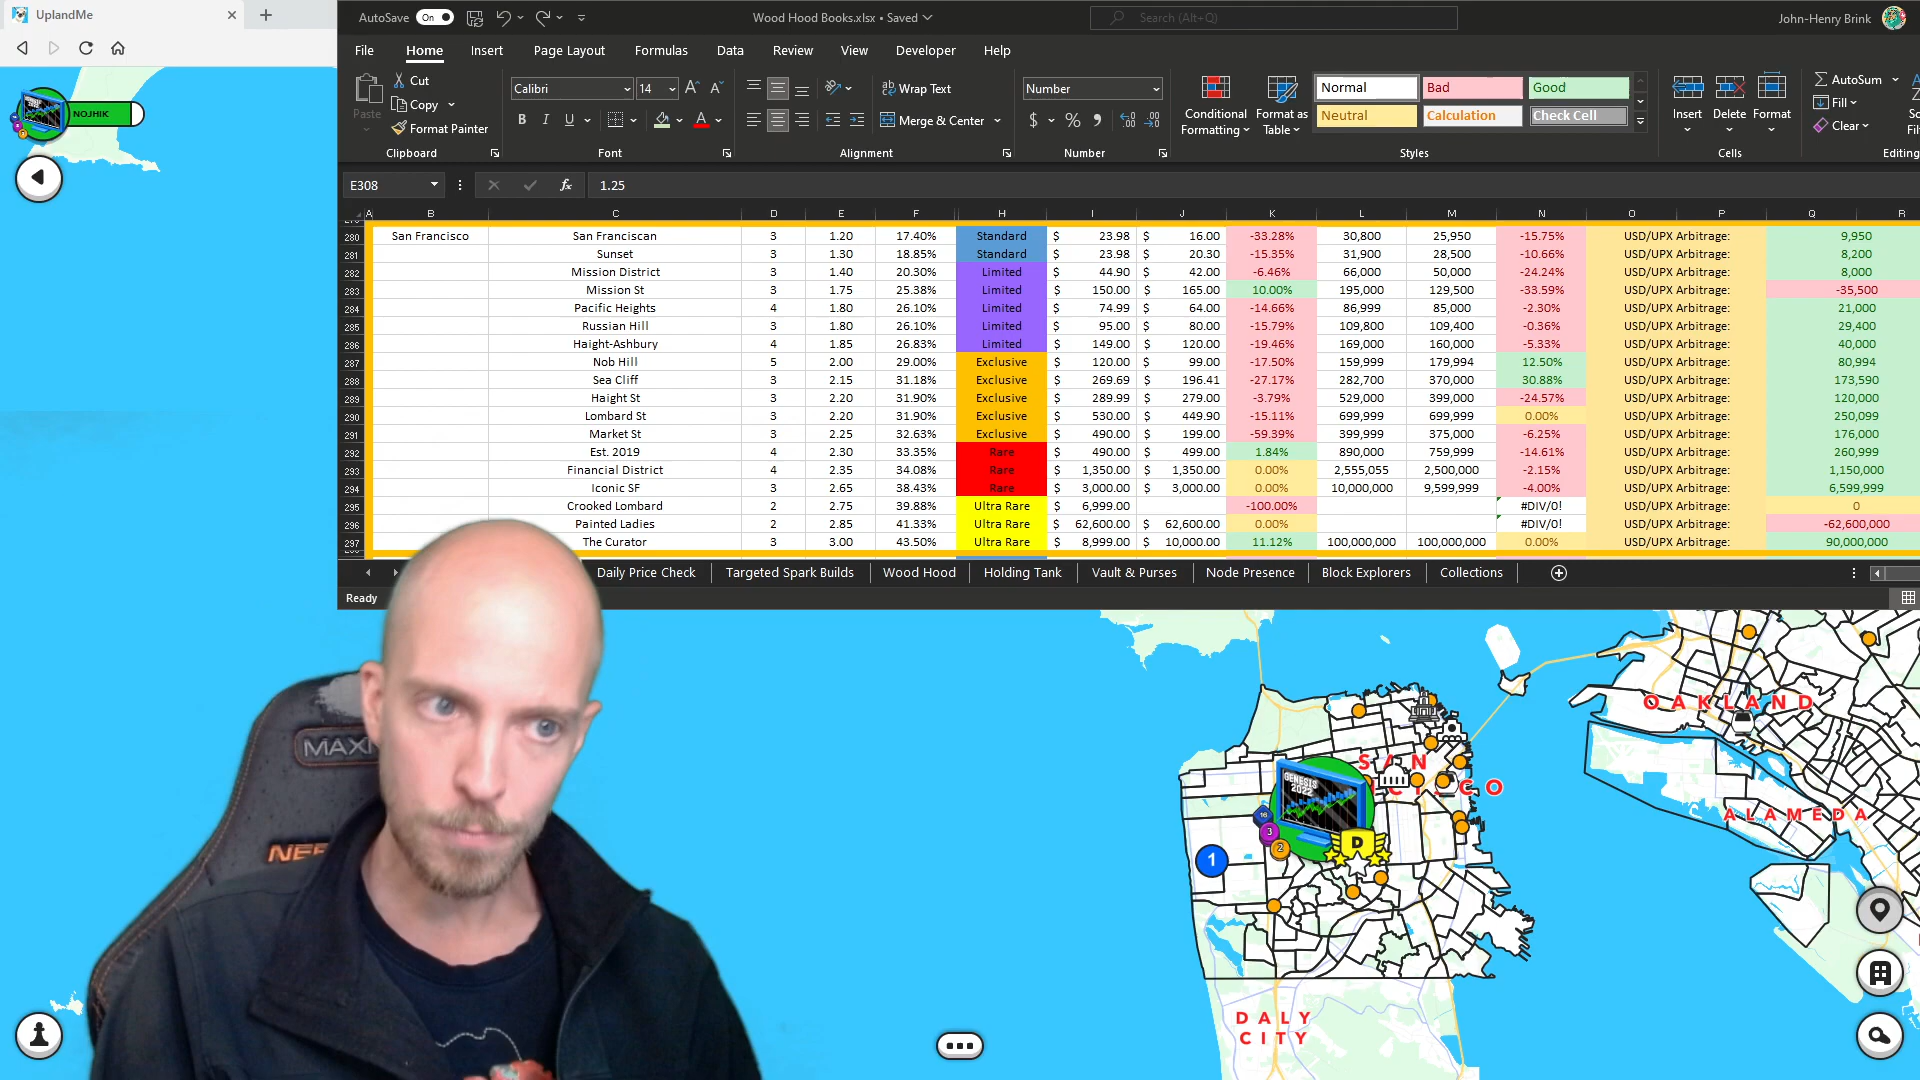 UplandMe
AutoSave On
Wood Hood Books.xlsx • Saved
Search (Alt+Q)
John-Henry Brink
File Home Insert Page Layout Formulas Data Review View Developer Help
NOJHIK
Paste
Cut
Copy
Format Painter
Clipboard
Calibri 14
B I U
Font
Wrap Text
Merge & Center
Alignment
Number
$ %
Number
Conditional Formatting
Format as Table
Normal Bad Good
Neutral Calculation Check Cell
Styles
Insert Delete Format
Cells
AutoSum
Fill
Clear
Editing
E308 fx 1.25
A B C D E F H I J K L M N O P Q R
280 San Francisco San Franciscan 3 1.20 17.40% Standard $ 23.98 $ 16.00 -33.28% 30,800 25,950 -15.75% USD/UPX Arbitrage: 9,950
281 Sunset 3 1.30 18.85% Standard $ 23.98 $ 20.30 -15.35% 31,900 28,500 -10.66% USD/UPX Arbitrage: 8,200
282 Mission District 3 1.40 20.30% Limited $ 44.90 $ 42.00 -6.46% 66,000 50,000 -24.24% USD/UPX Arbitrage: 8,000
283 Mission St 3 1.75 25.38% Limited $ 150.00 $ 165.00 10.00% 195,000 129,500 -33.59% USD/UPX Arbitrage: -35,500
284 Pacific Heights 4 1.80 26.10% Limited $ 74.99 $ 64.00 -14.66% 86,999 85,000 -2.30% USD/UPX Arbitrage: 21,000
285 Russian Hill 3 1.80 26.10% Limited $ 95.00 $ 80.00 -15.79% 109,800 109,400 -0.36% USD/UPX Arbitrage: 29,400
286 Haight-Ashbury 4 1.85 26.83% Limited $ 149.00 $ 120.00 -19.46% 169,000 160,000 -5.33% USD/UPX Arbitrage: 40,000
287 Nob Hill 5 2.00 29.00% Exclusive $ 120.00 $ 99.00 -17.50% 159,999 179,994 12.50% USD/UPX Arbitrage: 80,994
288 Sea Cliff 3 2.15 31.18% Exclusive $ 269.69 $ 196.41 -27.17% 282,700 370,000 30.88% USD/UPX Arbitrage: 173,590
289 Haight St 3 2.20 31.90% Exclusive $ 289.99 $ 279.00 -3.79% 529,000 399,000 -24.57% USD/UPX Arbitrage: 120,000
290 Lombard St 3 2.20 31.90% Exclusive $ 530.00 $ 449.90 -15.11% 699,999 699,999 0.00% USD/UPX Arbitrage: 250,099
291 Market St 3 2.25 32.63% Exclusive $ 490.00 $ 199.00 -59.39% 399,999 375,000 -6.25% USD/UPX Arbitrage: 176,000
292 Est. 2019 4 2.30 33.35% Rare $ 490.00 $ 499.00 1.84% 890,000 759,999 -14.61% USD/UPX Arbitrage: 260,999
293 Financial District 4 2.35 34.08% Rare $ 1,350.00 $ 1,350.00 0.00% 2,555,055 2,500,000 -2.15% USD/UPX Arbitrage: 1,150,000
294 Iconic SF 3 2.65 38.43% Rare $ 3,000.00 $ 3,000.00 0.00% 10,000,000 9,599,999 -4.00% USD/UPX Arbitrage: 6,599,999
295 Crooked Lombard 2 2.75 39.88% Ultra Rare $ 6,999.00 -100.00% #DIV/0! USD/UPX Arbitrage: 0
296 Painted Ladies 2 2.85 41.33% Ultra Rare $ 62,600.00 $ 62,600.00 0.00% #DIV/0! USD/UPX Arbitrage: -62,600,000
297 The Curator 3 3.00 43.50% Ultra Rare $ 8,999.00 $ 10,000.00 11.12% 100,000,000 100,000,000 0.00% USD/UPX Arbitrage: 90,000,000
Daily Price Check Targeted Spark Builds Wood Hood Holding Tank Vault & Purses Node Presence Block Explorers Collections
Ready
OAKLAND
SAN
GENESIS 2022
ALAMEDA
16
3
2
D
1
DALY
CITY